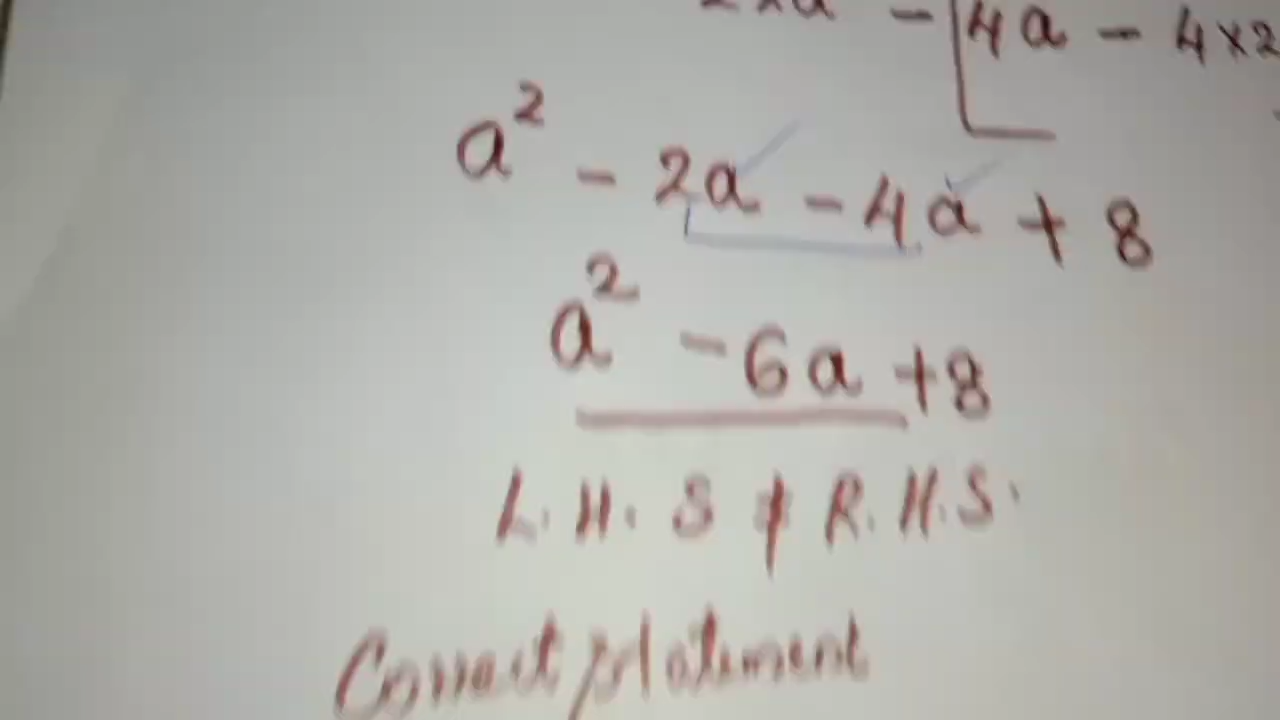 - 4a - 4×2
a² - 2a - 4a + 8
a² - 6a + 8
L.H.S ≠ R.H.S.
Correct statement